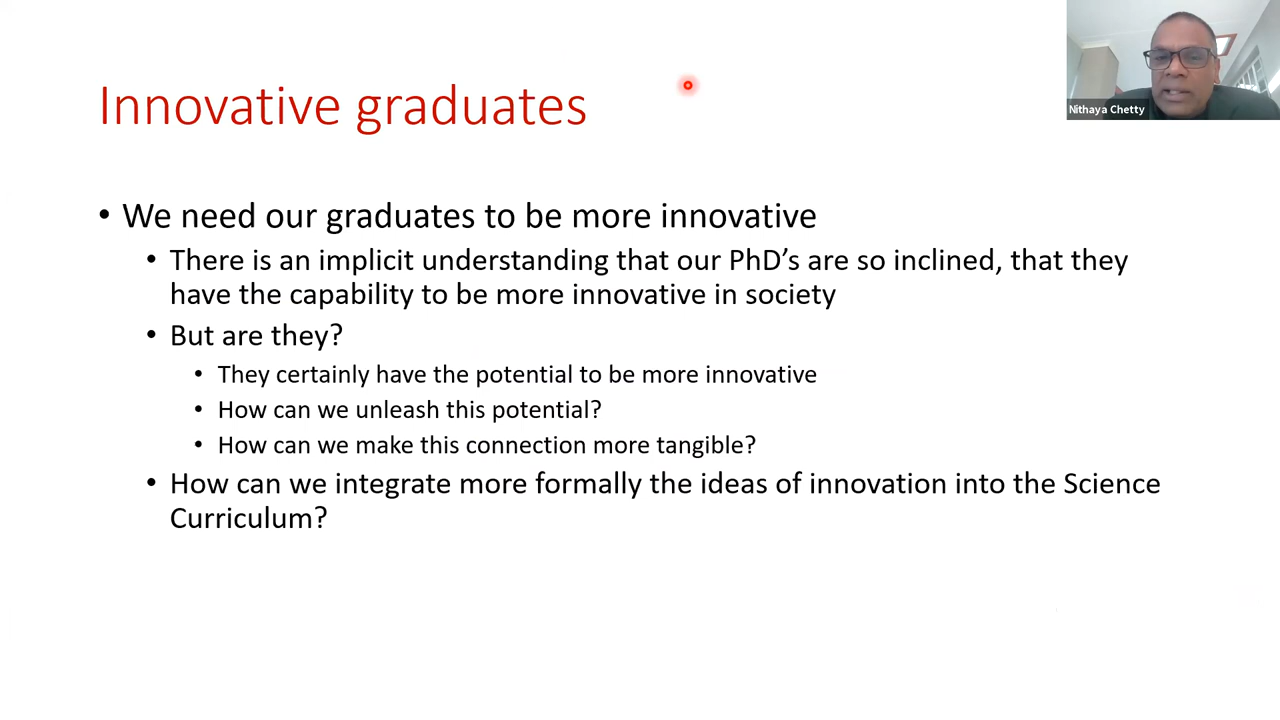 Innovative graduates
Nithaya Chetty
• We need our graduates to be more innovative
• There is an implicit understanding that our PhD’s are so inclined, that they
have the capability to be more innovative in society
• But are they?
• They certainly have the potential to be more innovative
• How can we unleash this potential?
• How can we make this connection more tangible?
• How can we integrate more formally the ideas of innovation into the Science
Curriculum?